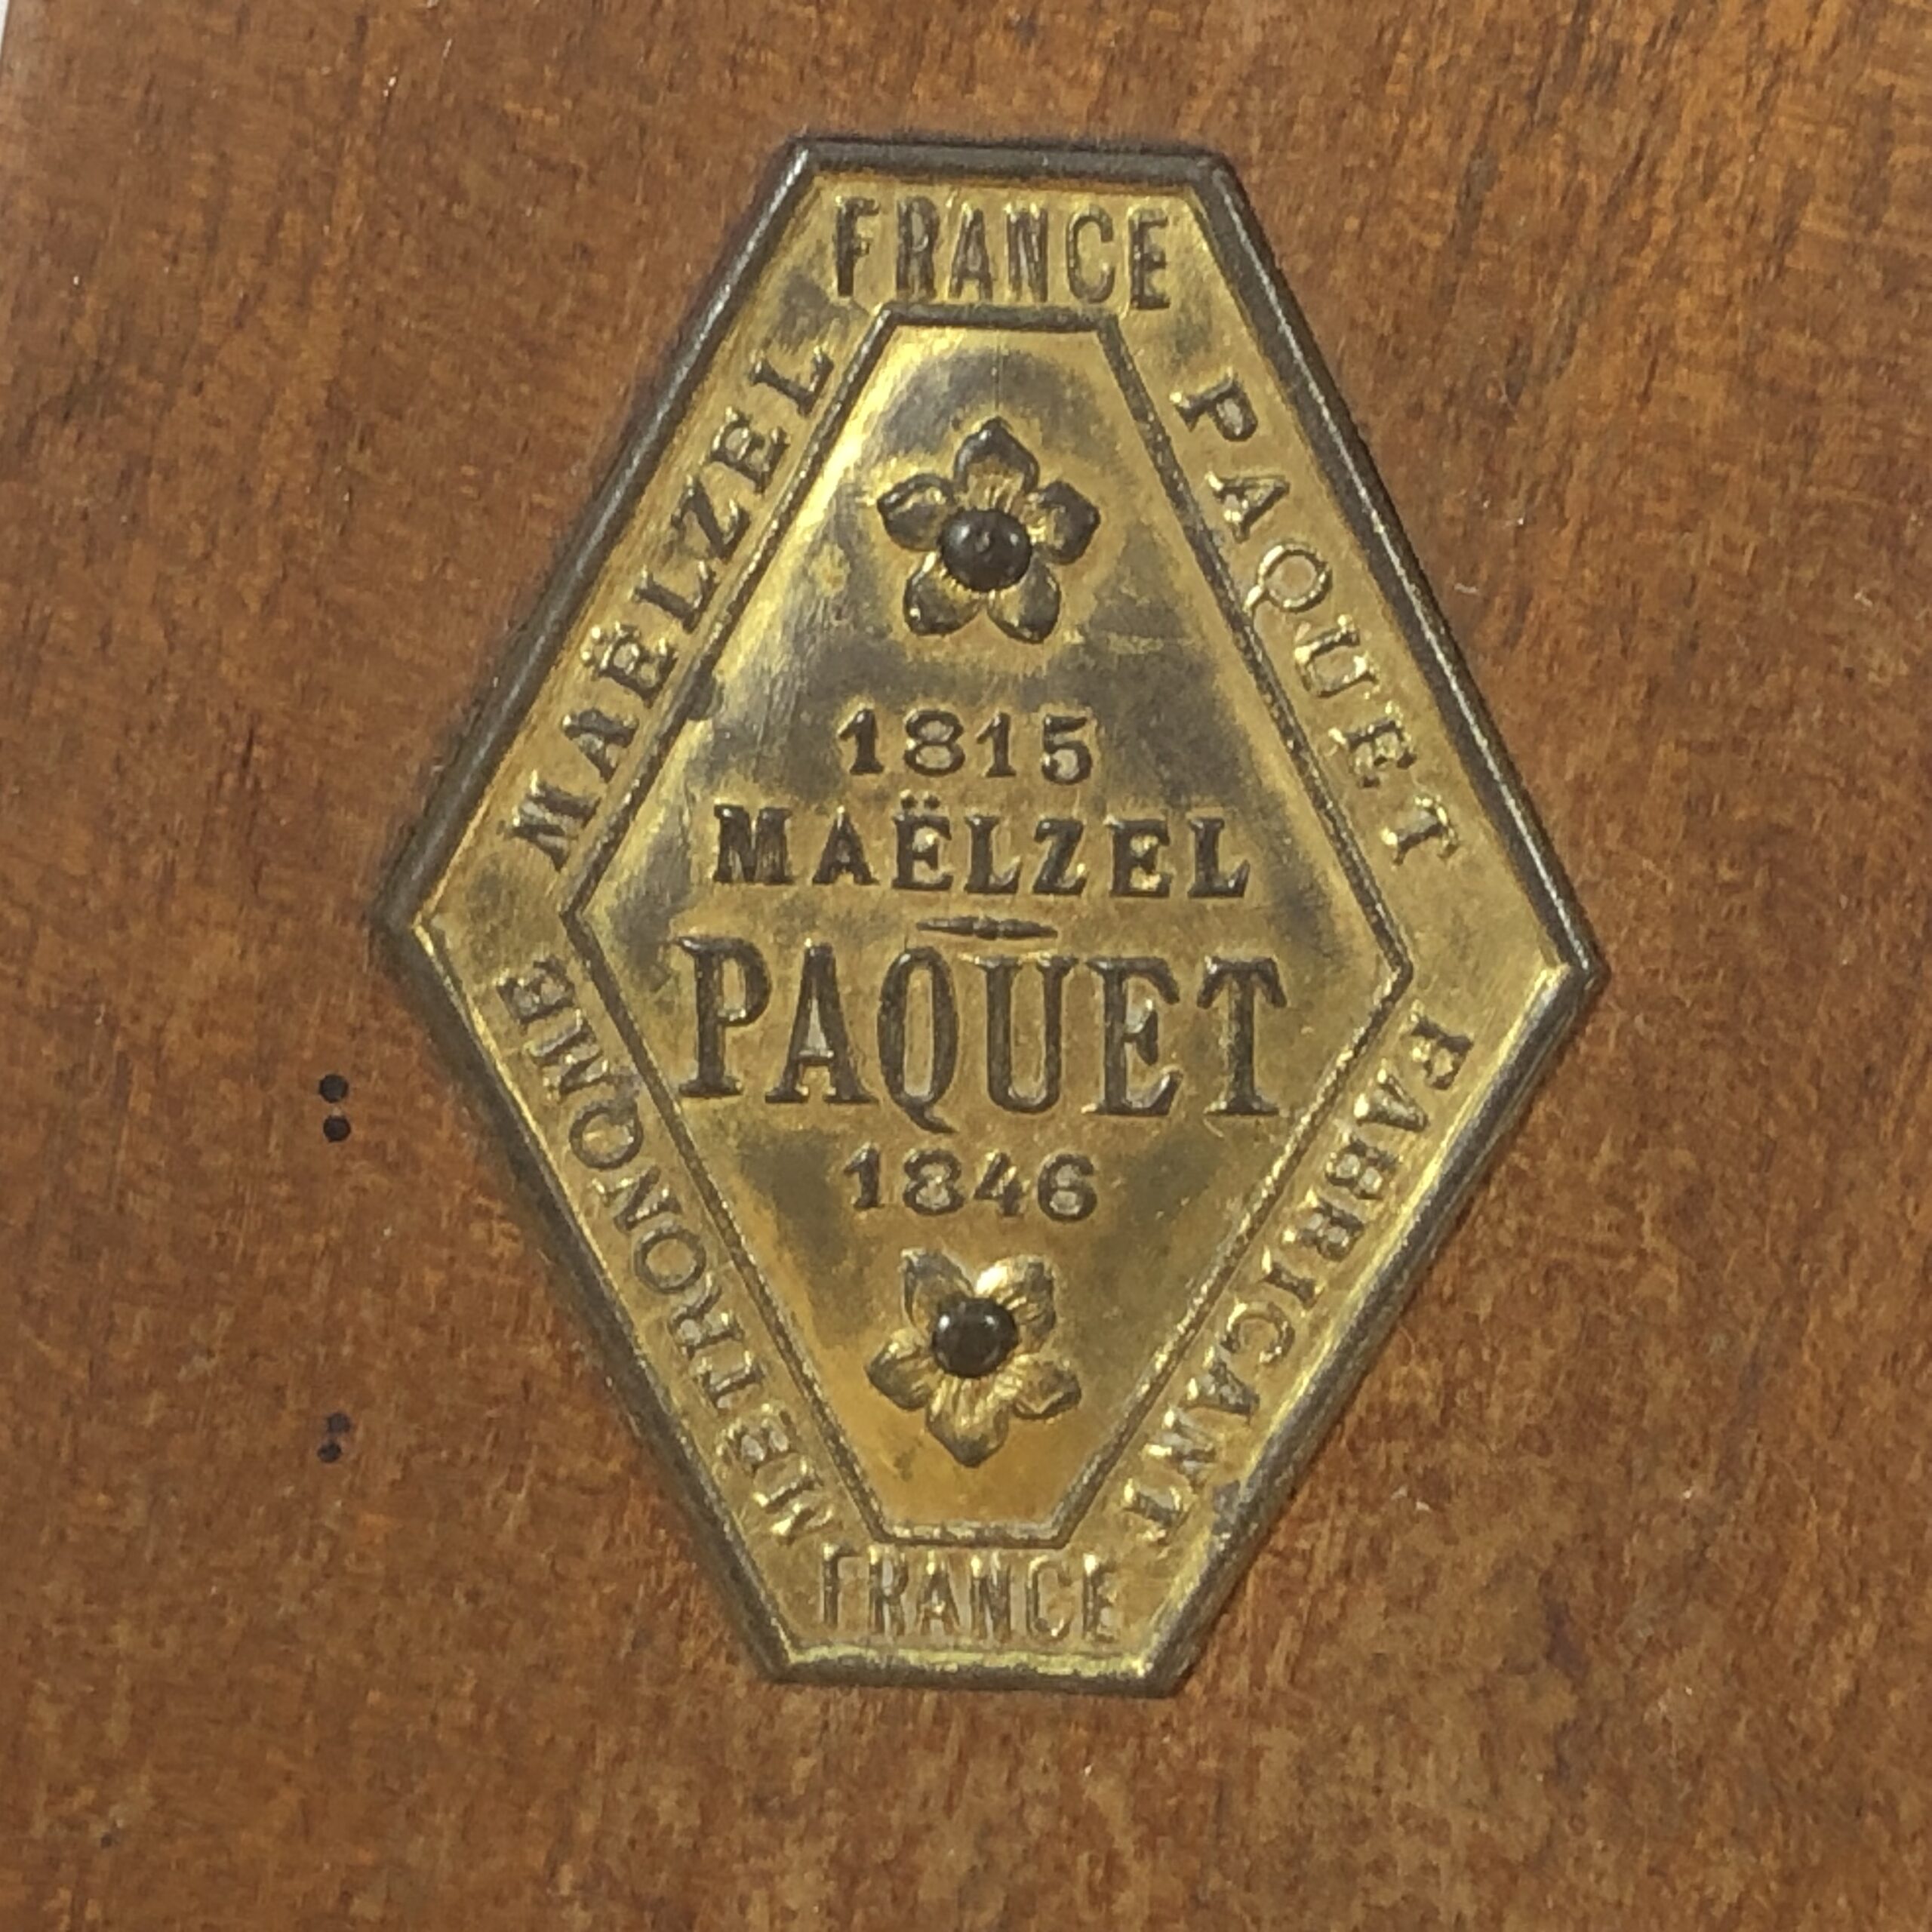 FRANCE
MAËLZEL
PAQUET
1815
MAËLZEL
PAQUET
1846
METRONOME
FABRICANT
FRANCE